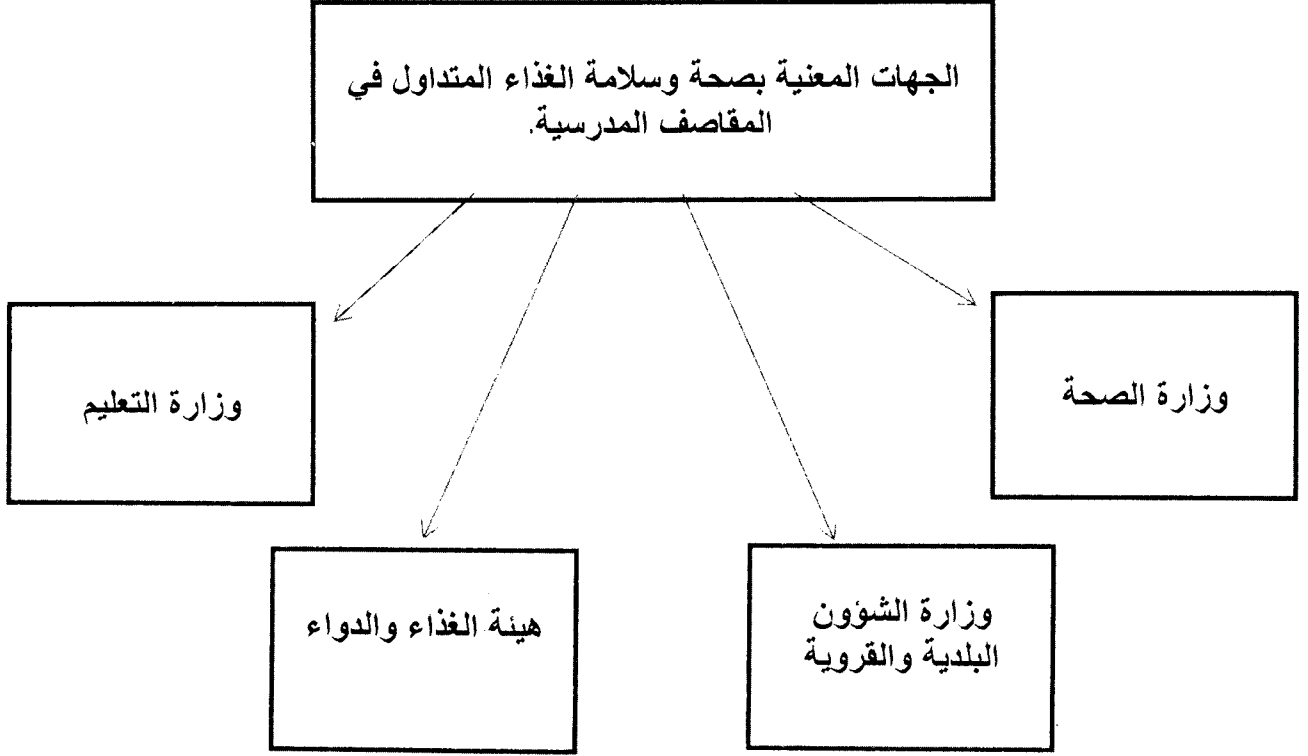 الجهات المعنية بصحة وسلامة الغذاء المتداول في
المقاصف المدرسية.
وزارة الصحة
وزارة التعليم
وزارة الشؤون
البلدية والقروية
هيئة الغذاء والدواء